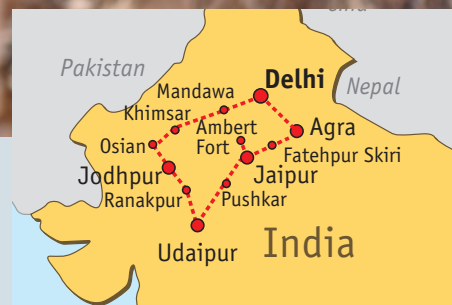 Pakistan
Delhi
Nepal
Mandawa
Khimsar
Ambert
Fort
Agra
Osian
Fatehpur Skiri
Jodhpur
Jaipur
Ranakpur
Pushkar
Udaipur
India